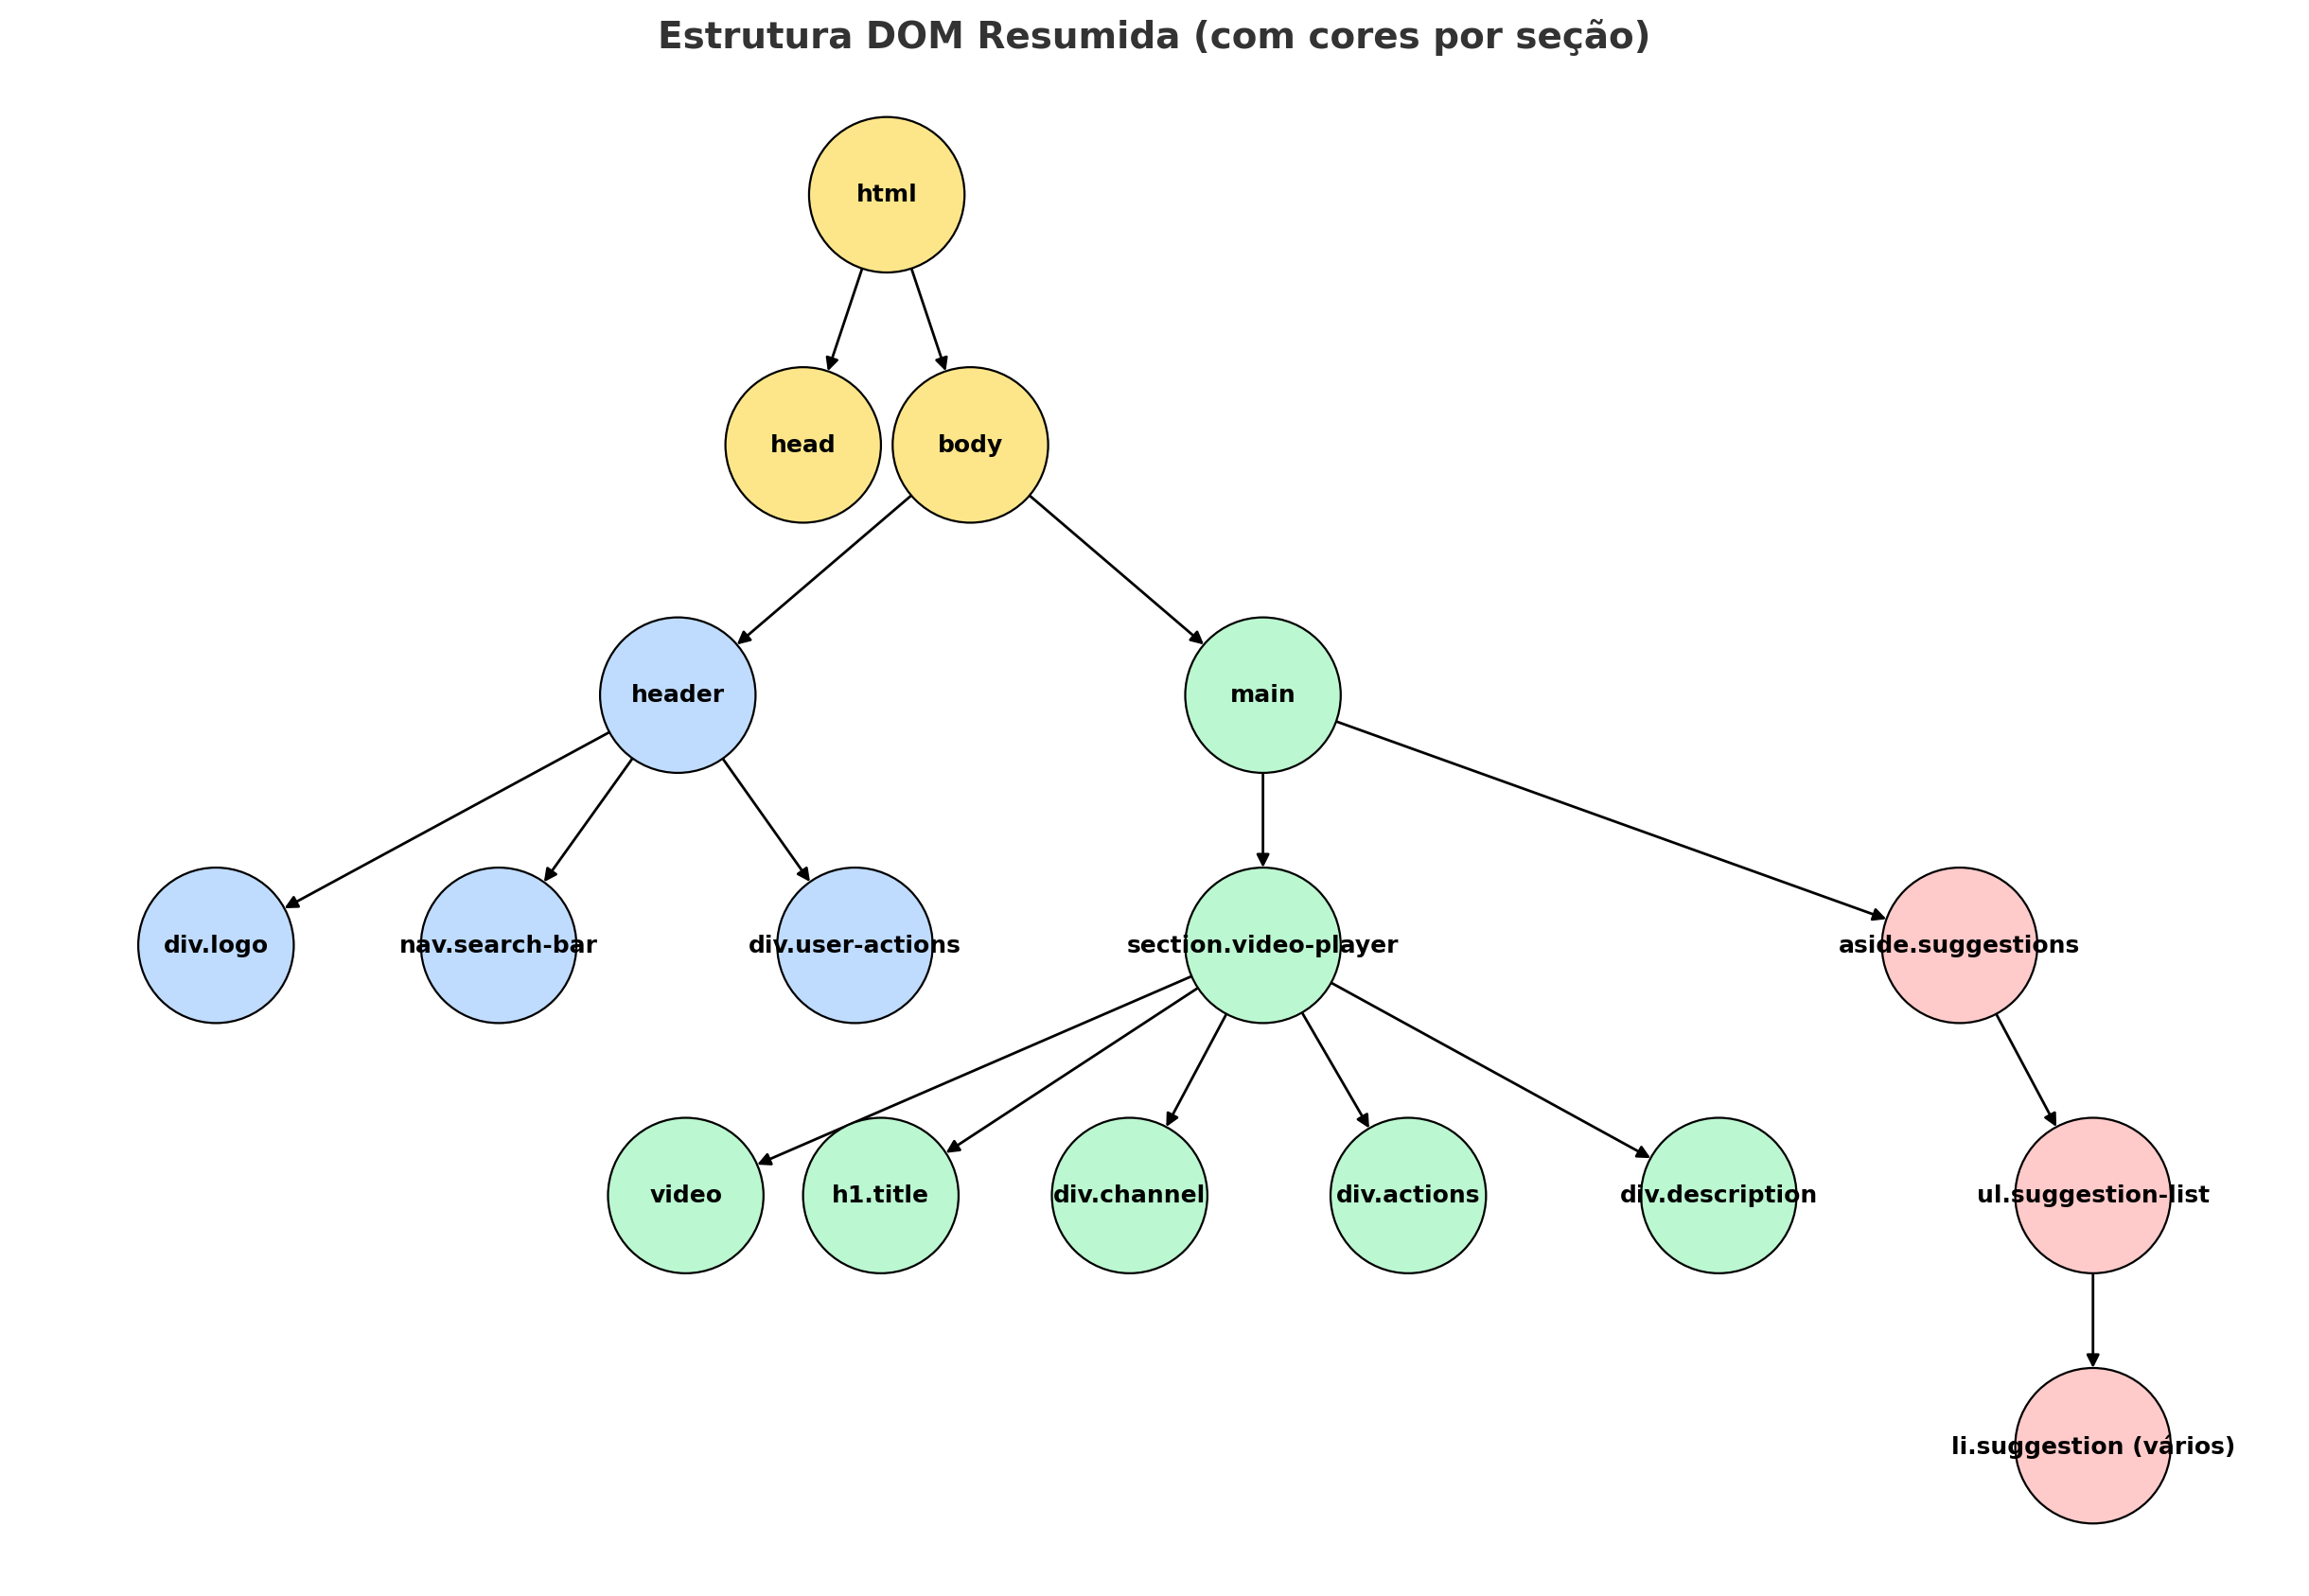 Estrutura DOM Resumida (com cores por seção)
html
head
body
header
main
div.logo
nav.search-bar
div.user-actions
section.video-player
aside.suggestions
video
h1.title
div.channel
div.actions
div.description
ul.suggestion-list
li.suggestion (vários)